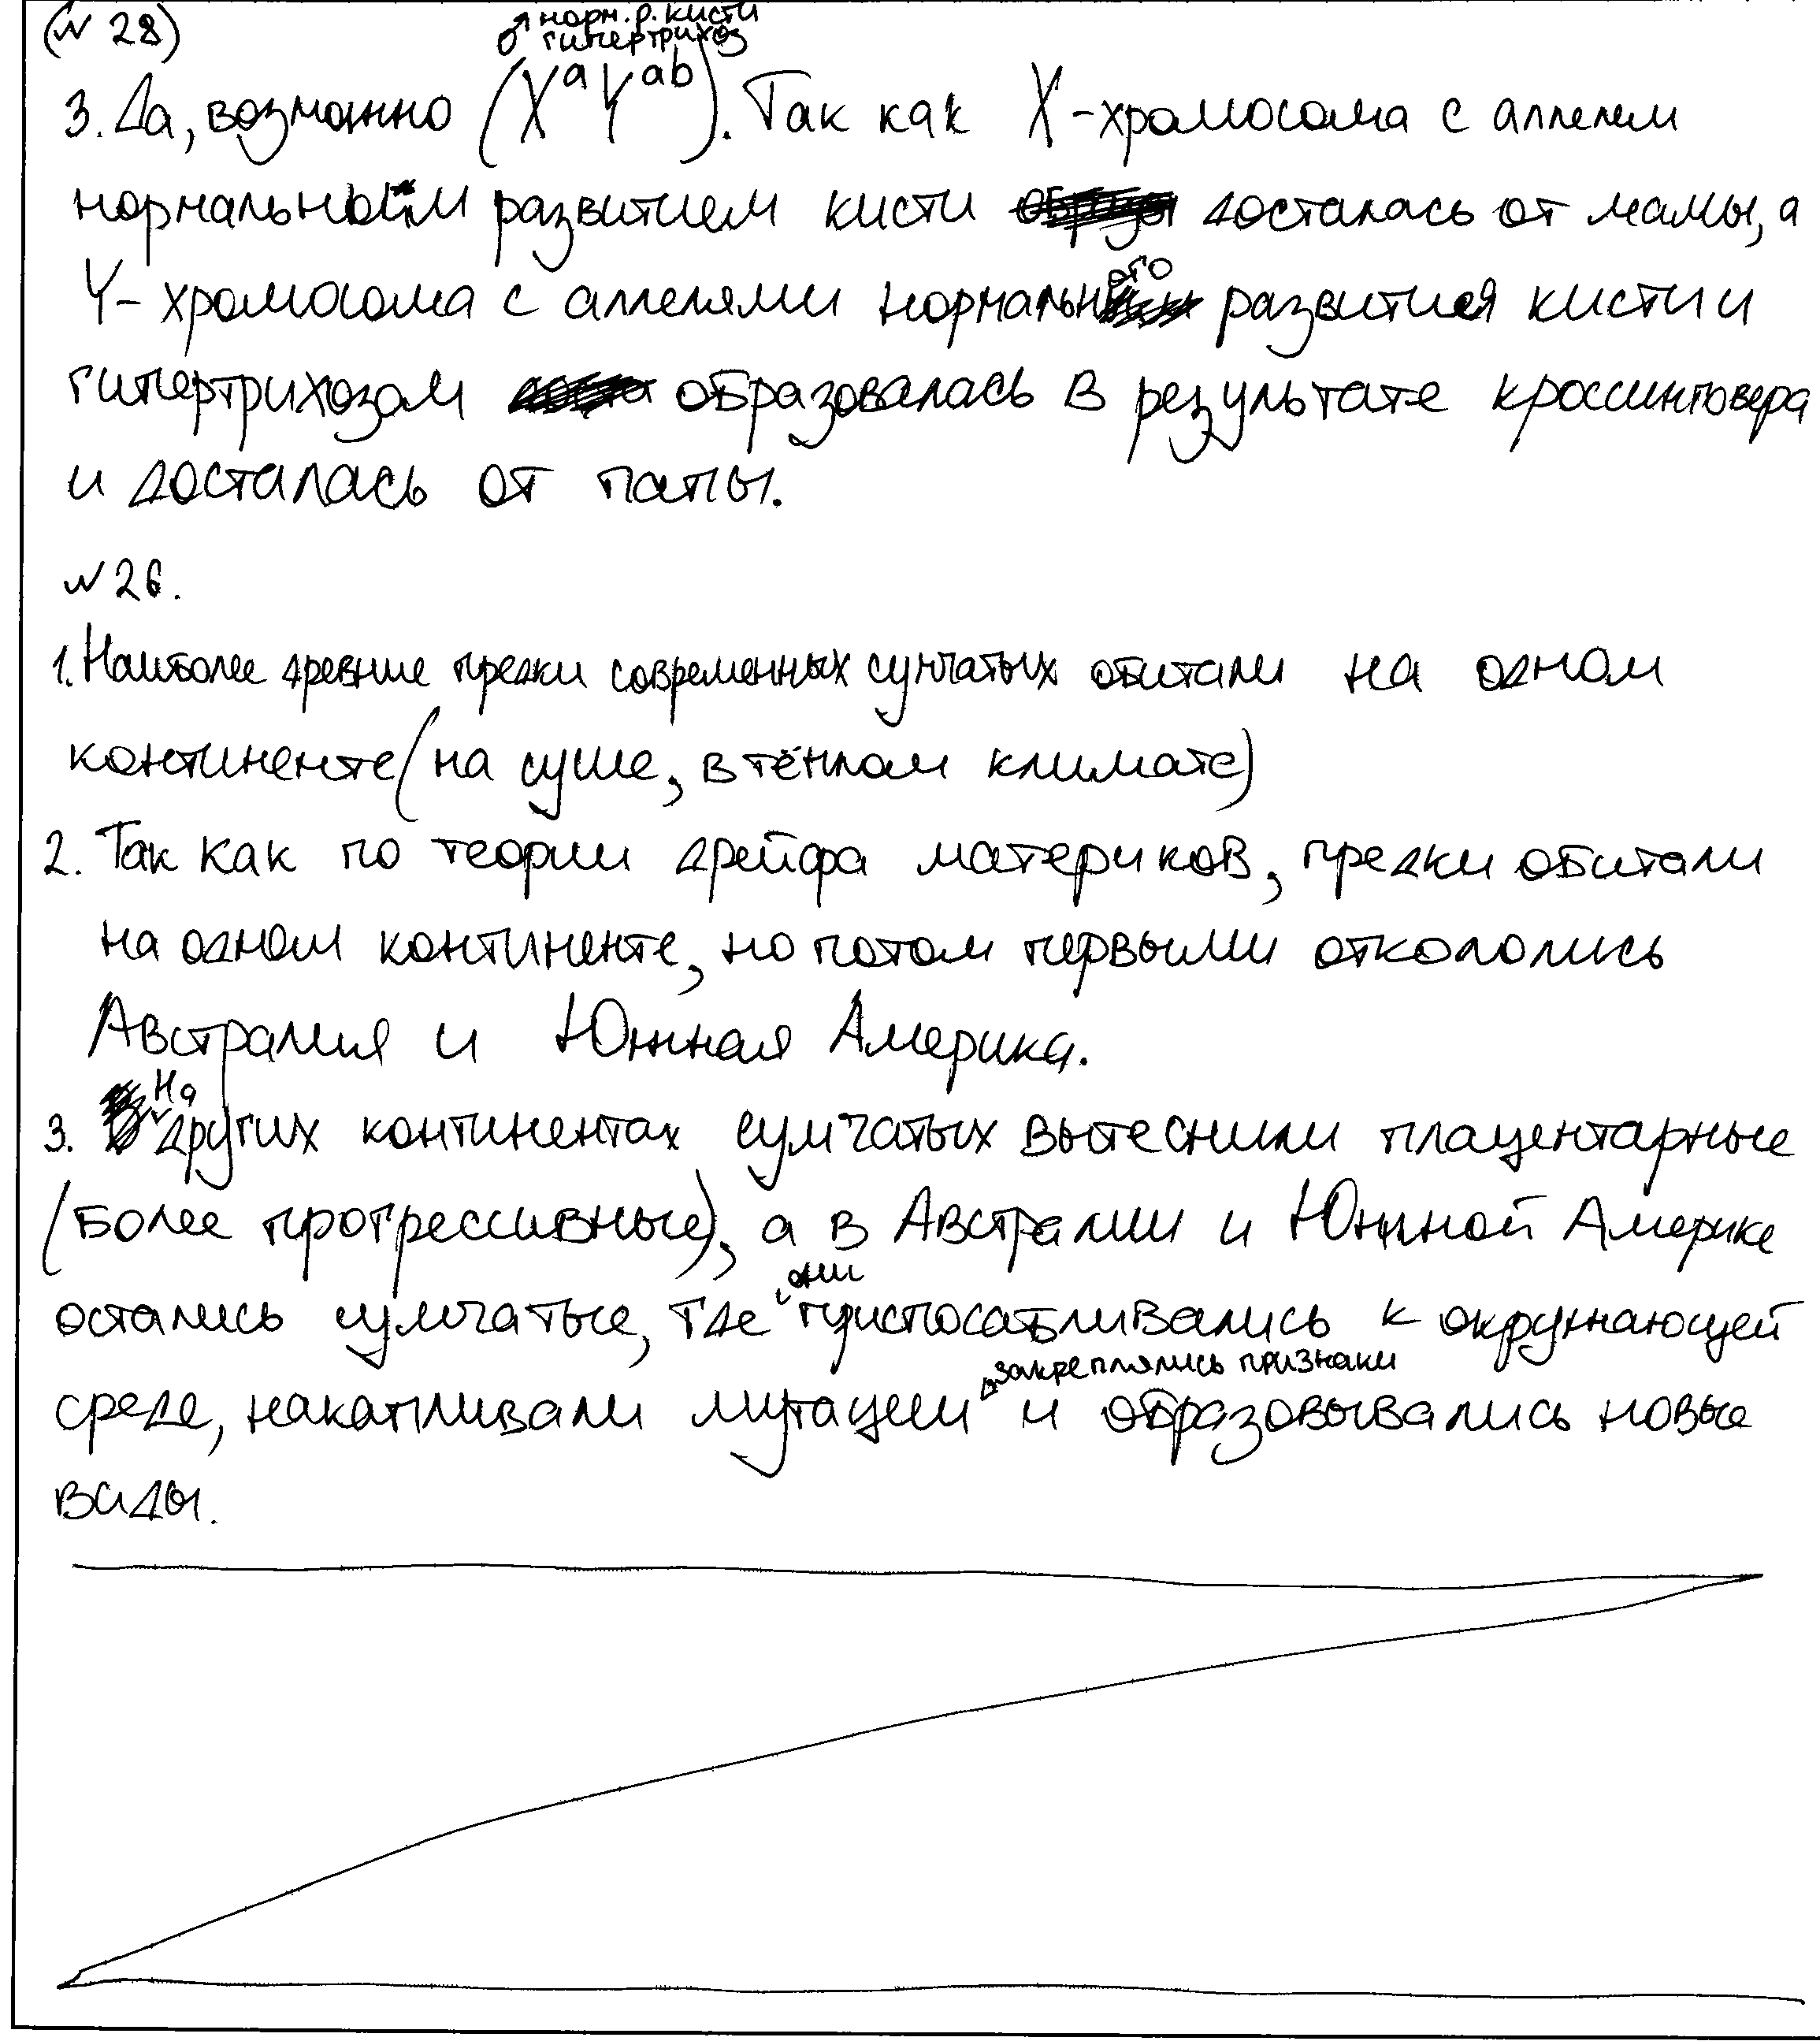 (№ 28)
♂ норм. р. кисти
гипертрихоз
3. Да, возможно (XᵃYᵃᵇ). Так как X-хромосома с аллелем
нормальным развитием кисти досталась от мамы, а
Y-хромосома с аллелями нормального развития кисти и
гипертрихозом образовалась в результате кроссинговера
и досталась от папы.
№ 26.
1. Наиболее древние предки современных сумчатых обитали на одном
континенте (на суше, в тёплом климате)
2. Так как по теории дрейфа материков, предки обитали
на одном континенте, но потом первыми откололись
Австралия и Южная Америка.
3. На других континентах сумчатых вытеснили плацентарные
(более прогрессивные), а в Австралии и Южной Америке
остались сумчатые, где они приспосабливались к окружающей
среде, накапливали мутации, закреплялись признаки и образовывались новые
виды.